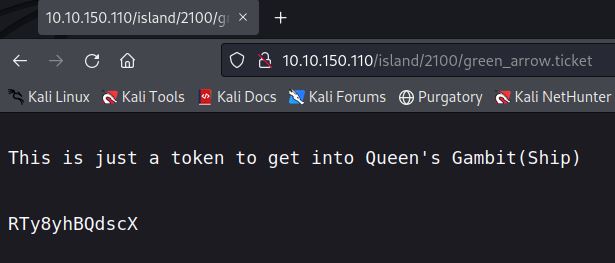 10.10.150.110/island/2100/gr
10.10.150.110/island/2100/green_arrow.ticket
Kali Linux Kali Tools Kali Docs Kali Forums Purgatory Kali NetHunter
This is just a token to get into Queen's Gambit(Ship)
RTy8yhBQdscX